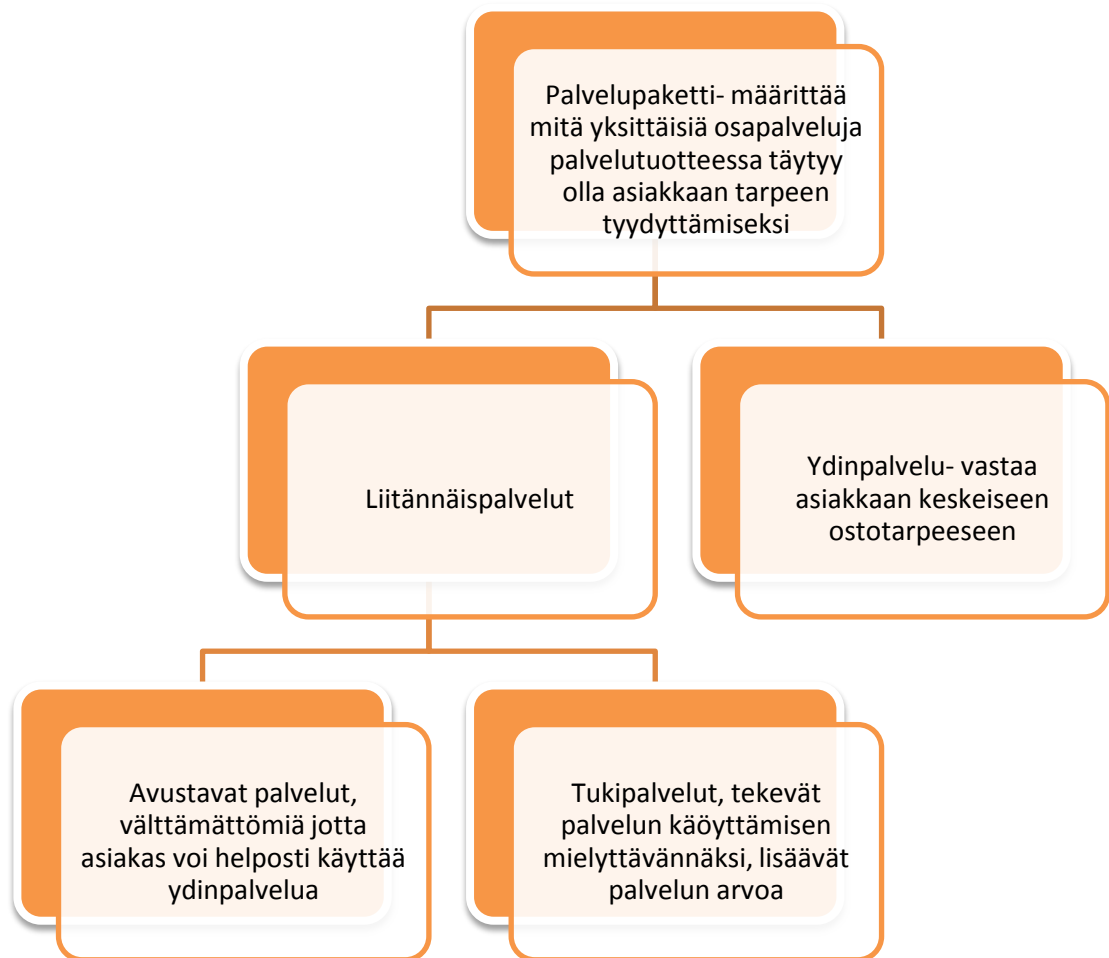 Palvelupaketti- määrittää
mitä yksittäisiä osapalveluja
palvelutuotteessa täytyy
olla asiakkaan tarpeen
tyydyttämiseksi
Liitännäispalvelut
Ydinpalvelu- vastaa
asiakkaan keskeiseen
ostotarpeeseen
Avustavat palvelut,
välttämättömiä jotta
asiakas voi helposti käyttää
ydinpalvelua
Tukipalvelut, tekevät
palvelun käöyttämisen
mielyttävännäksi, lisäävät
palvelun arvoa